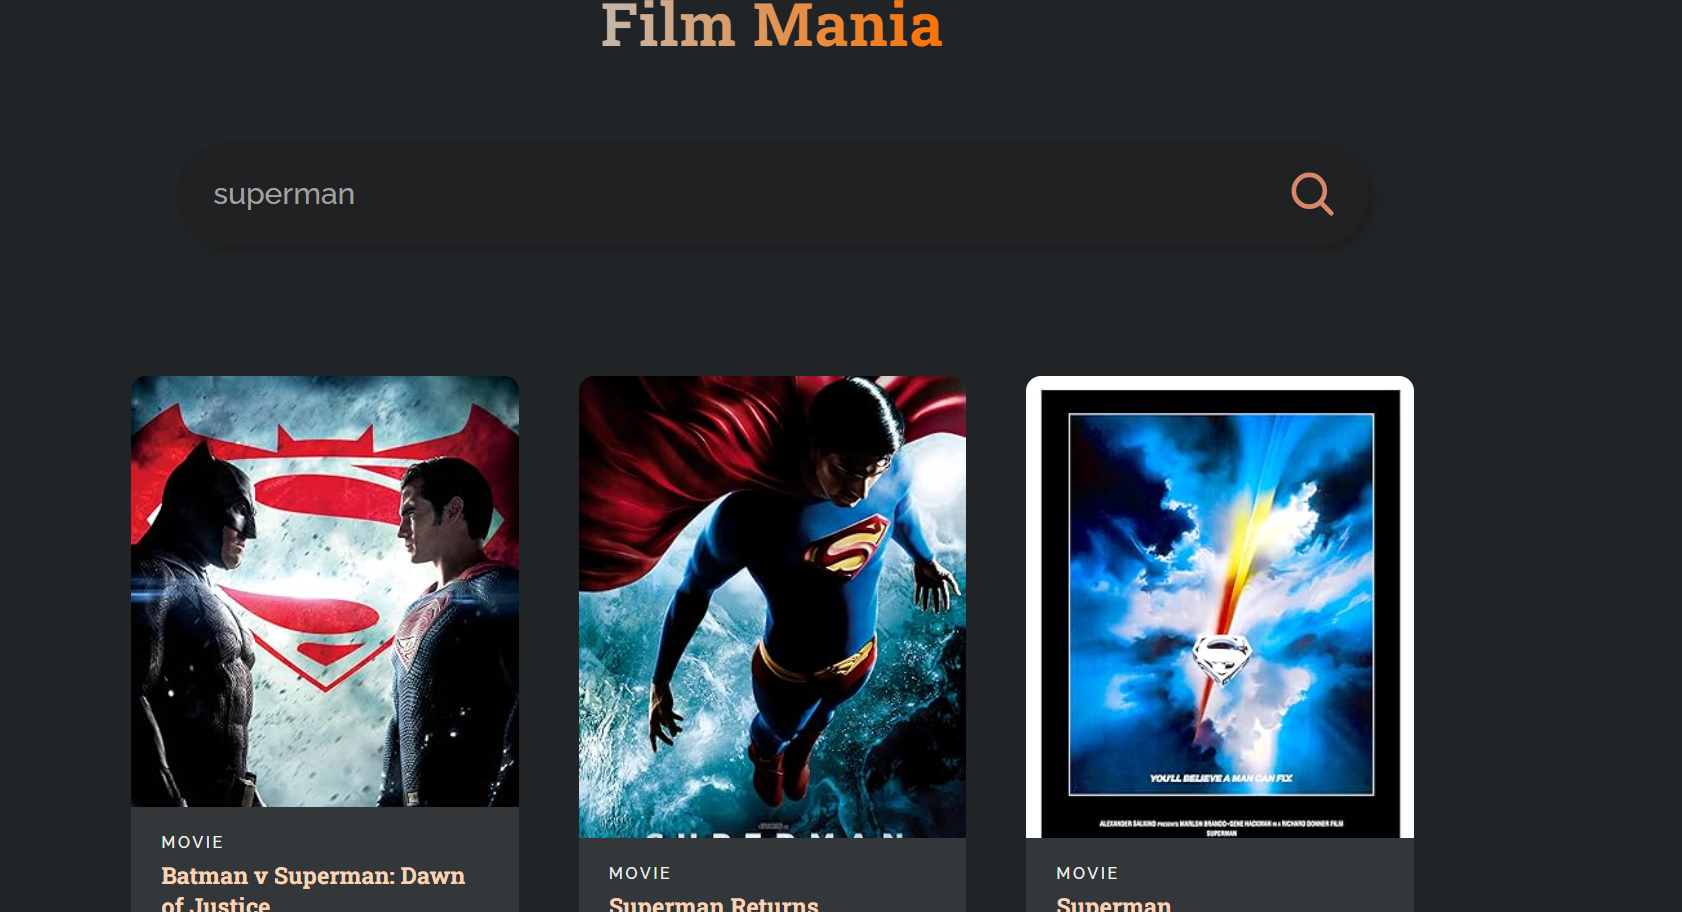 Film Mania
superman
YOU'LL BELIEVE A MAN CAN FLY.
ALEXANDER SALKIND PRESENTS MARLON BRANDO • GENE HACKMAN IN A RICHARD DONNER FILM
SUPERMAN
SUPERMAN
MOVIE
Batman v Superman: Dawn
of Justice
MOVIE
Superman Returns
MOVIE
Superman